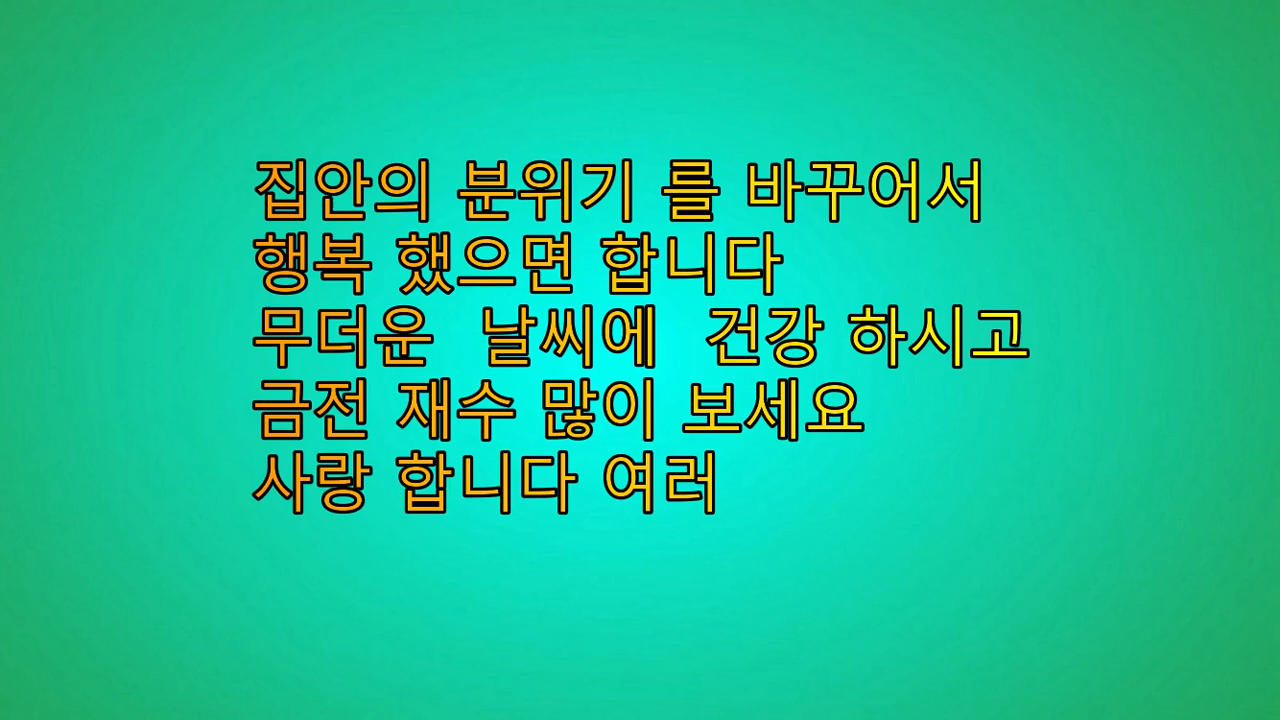 집안의 분위기 를 바꾸어서
행복 했으면 합니다
무더운  날씨에  건강 하시고
금전 재수 많이 보세요
사랑 합니다 여러